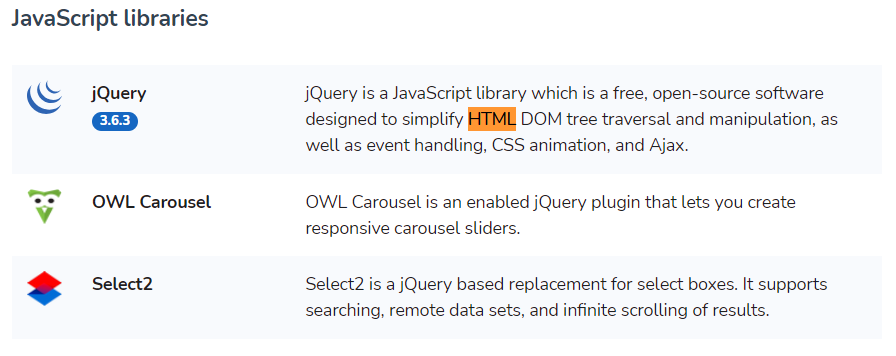 JavaScript libraries
jQuery
3.6.3
jQuery is a JavaScript library which is a free, open-source software
designed to simplify HTML DOM tree traversal and manipulation, as
well as event handling, CSS animation, and Ajax.
OWL Carousel
OWL Carousel is an enabled jQuery plugin that lets you create
responsive carousel sliders.
Select2
Select2 is a jQuery based replacement for select boxes. It supports
searching, remote data sets, and infinite scrolling of results.